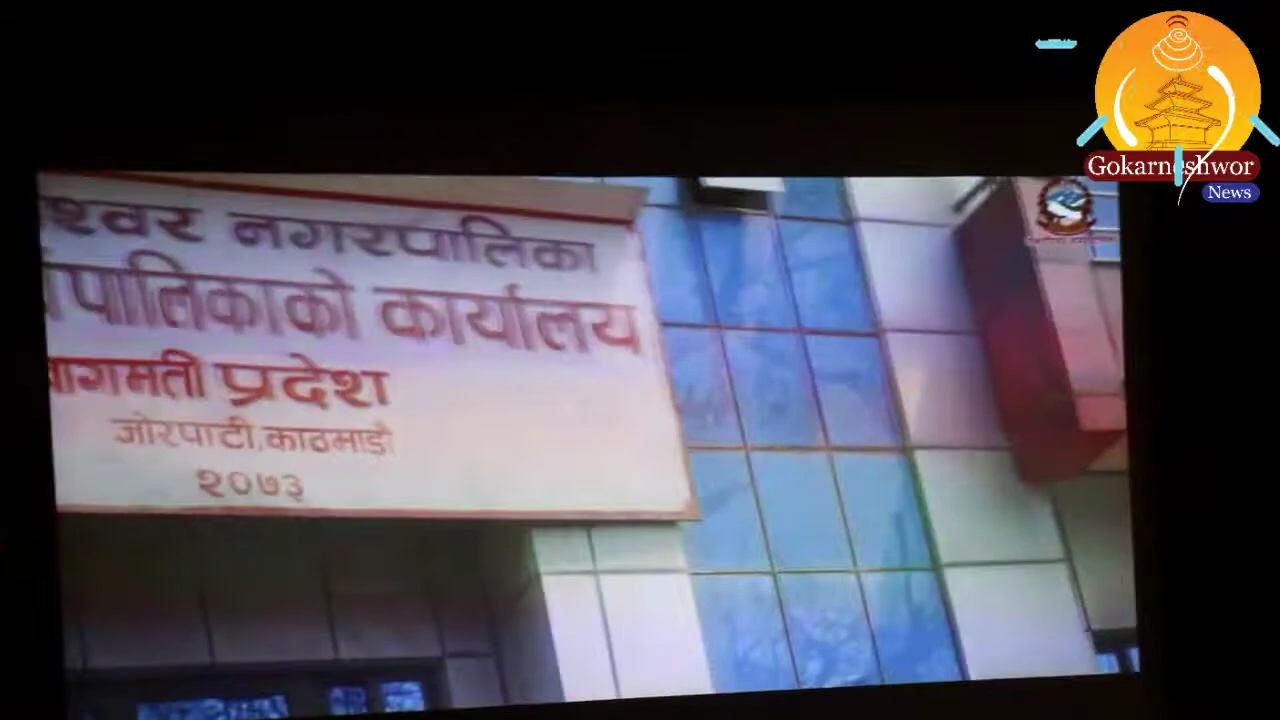 श्वर नगरपालिका
पालिकाको कार्यालय
वागमती प्रदेश
जोरपाटी,काठमाडौं
२०७३
Gokarneshwor
News